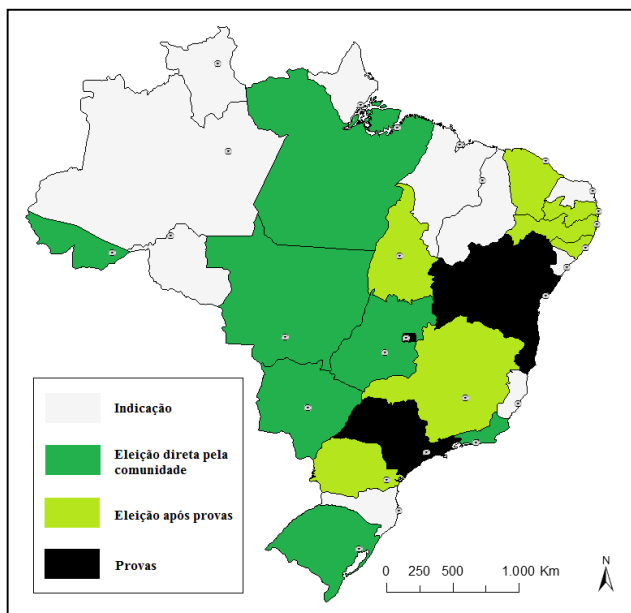 Indicação
Eleição direta pela
comunidade
Eleição após provas
Provas
N
0 250 500 1.000 Km